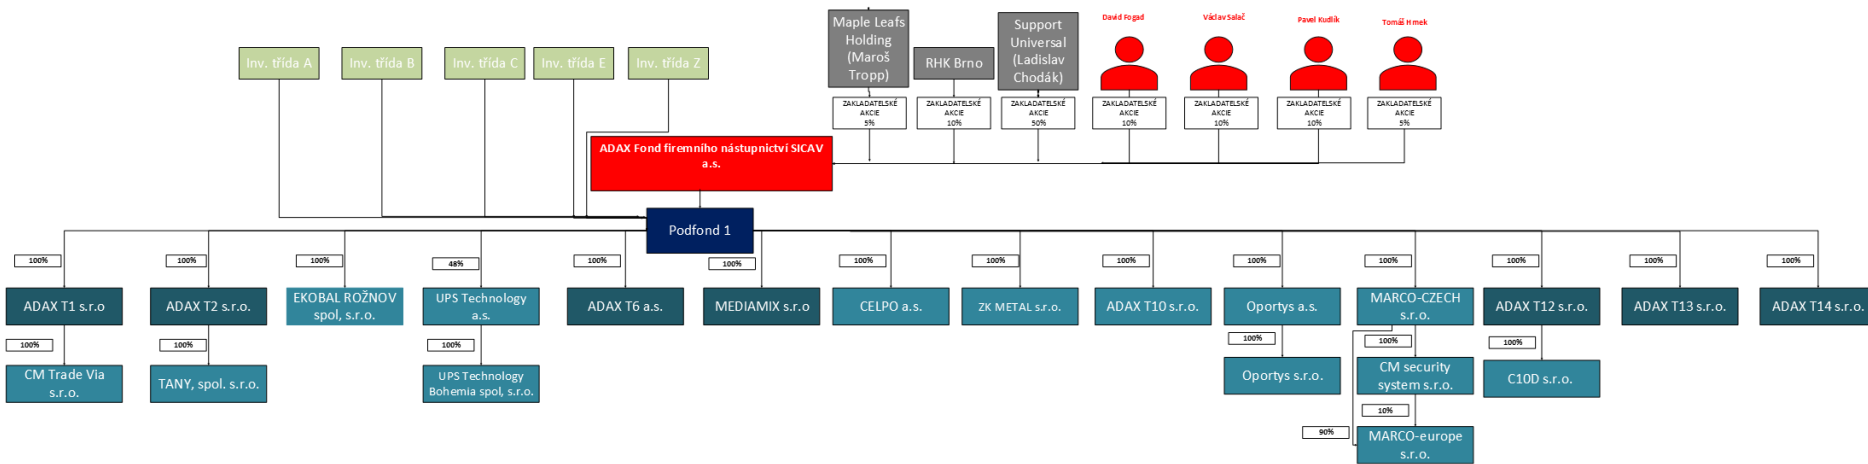 David Fogad
Václav Salač
Pavel Kudlík
Tomáš Hrnek
Maple Leafs
Holding
(Maroš
Tropp)
RHK Brno
Support
Universal
(Ladislav
Chodák)
Inv. třída A
Inv. třída B
Inv. třída C
Inv. třída E
Inv. třída Z
ZAKLADATELSKÉ
AKCIE
5%
ZAKLADATELSKÉ
AKCIE
10%
ZAKLADATELSKÉ
AKCIE
50%
ZAKLADATELSKÉ
AKCIE
10%
ZAKLADATELSKÉ
AKCIE
10%
ZAKLADATELSKÉ
AKCIE
10%
ZAKLADATELSKÉ
AKCIE
5%
ADAX Fond firemního nástupnictví SICAV
a.s.
Podfond 1
100%
100%
100%
48%
100%
100%
100%
100%
100%
100%
100%
100%
100%
100%
ADAX T1 s.r.o
ADAX T2 s.r.o.
EKOBAL ROŽNOV
spol, s.r.o.
UPS Technology
a.s.
ADAX T6 a.s.
MEDIAMIX s.r.o
CELPO a.s.
ZK METAL s.r.o.
ADAX T10 s.r.o.
Oportys a.s.
MARCO-CZECH
s.r.o.
ADAX T12 s.r.o.
ADAX T13 s.r.o.
ADAX T14 s.r.o.
100%
100%
100%
100%
100%
100%
CM Trade Via
s.r.o.
TANY, spol. s.r.o.
UPS Technology
Bohemia spol, s.r.o.
Oportys s.r.o.
CM security
system s.r.o.
C10D s.r.o.
10%
90%
MARCO-europe
s.r.o.